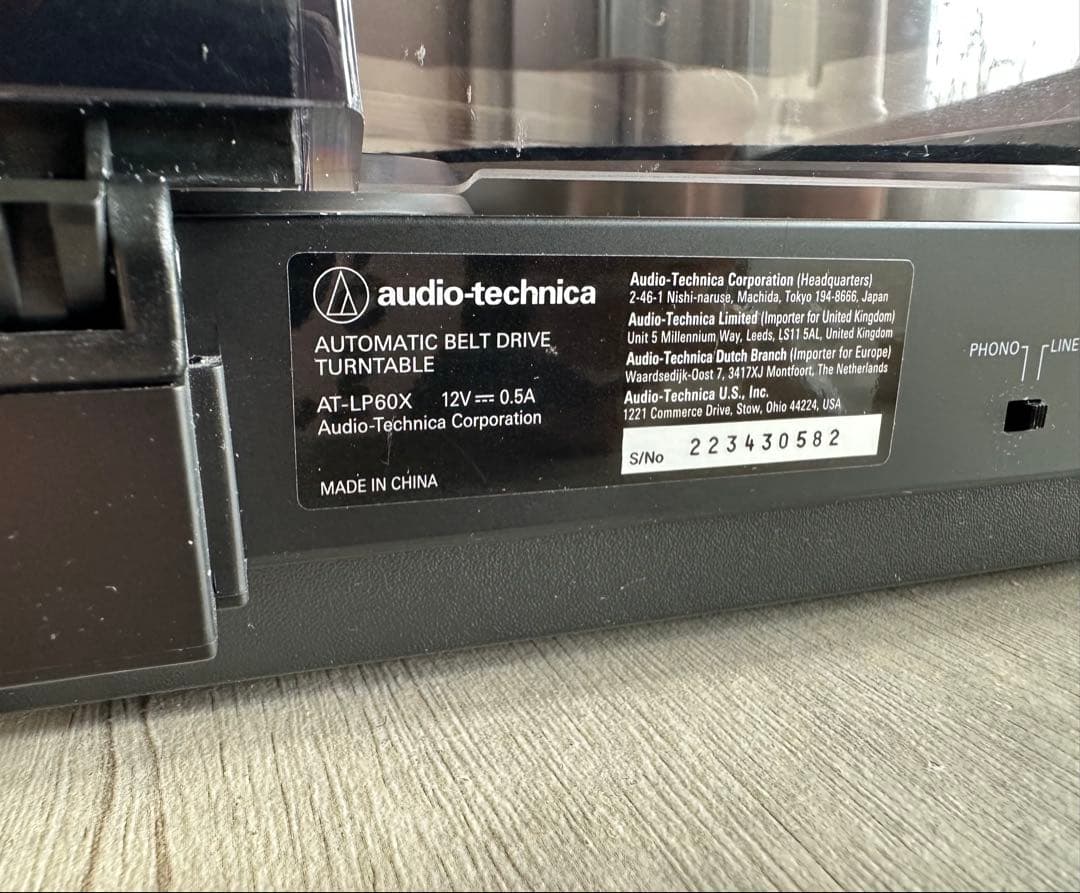 audio-technica
AUTOMATIC BELT DRIVE
TURNTABLE
AT-LP60X 12V⎓0.5A
Audio-Technica Corporation
MADE IN CHINA
Audio-Technica Corporation (Headquarters)
2-46-1 Nishi-naruse, Machida, Tokyo 194-8666, Japan
Audio-Technica Limited (Importer for United Kingdom)
Unit 5 Millennium Way, Leeds, LS11 5AL, United Kingdom
Audio-Technica Dutch Branch (Importer for Europe)
Waardsedijk-Oost 7, 3417XJ Montfoort, The Netherlands
Audio-Technica U.S., Inc.
1221 Commerce Drive, Stow, Ohio 44224, USA
S/No 223430582
PHONO LINE